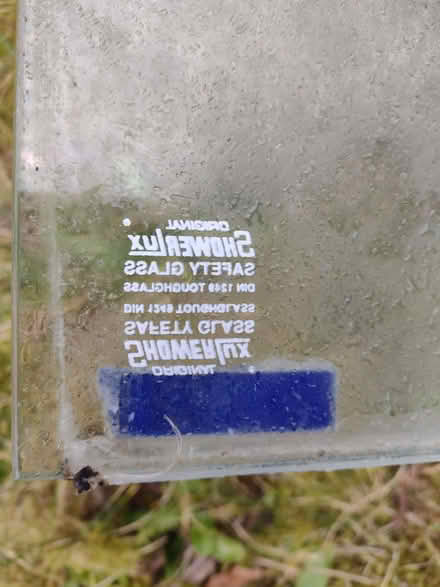 ORIGINAL
SHOWERlux
SAFETY GLASS
DIN 1249 TOUGHGLASS
DIN 1249 TOUGHGLASS
SAFETY GLASS
SHOWERlux
ORIGINAL